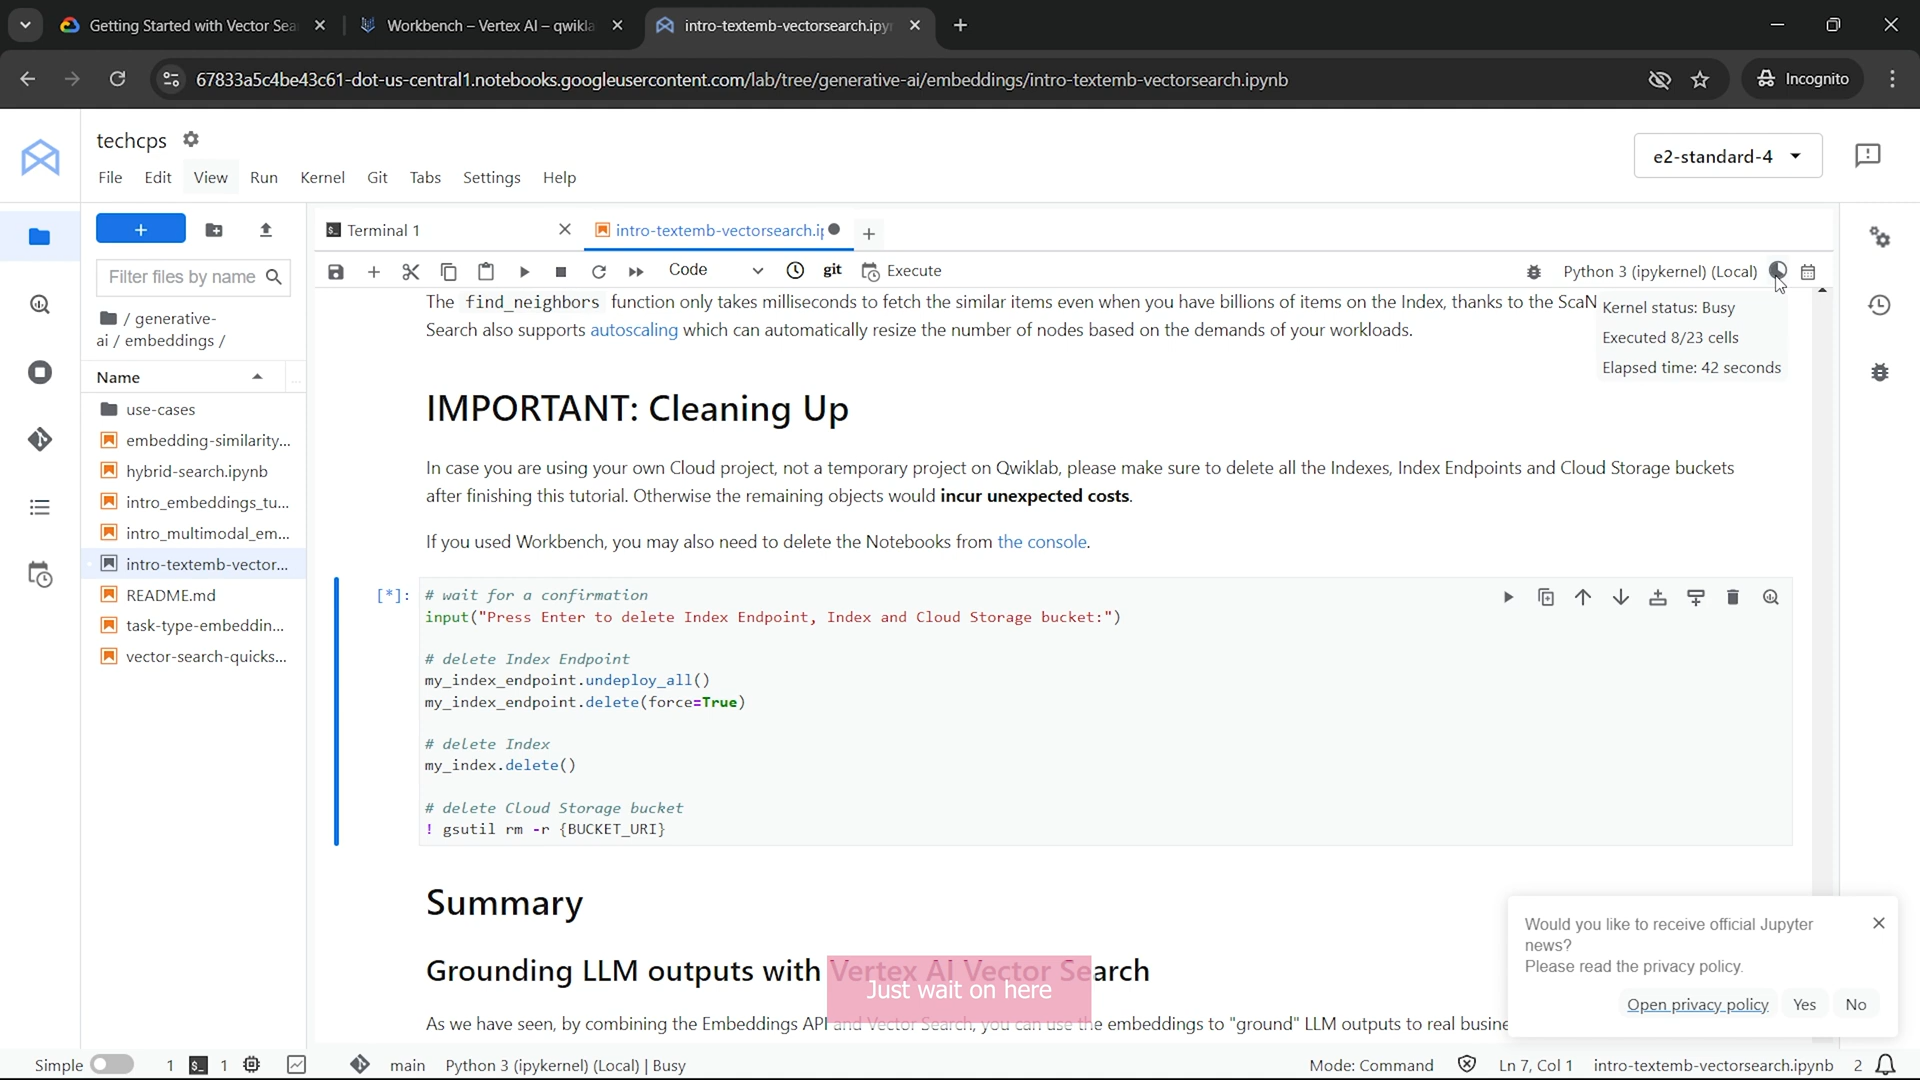 Getting Started with Vector Sea
Workbench – Vertex AI – qwikla
intro-textemb-vectorsearch.ipy
67833a5c4be43c61-dot-us-central1.notebooks.googleusercontent.com/lab/tree/generative-ai/embeddings/intro-textemb-vectorsearch.ipynb
Incognito
techcps
e2-standard-4
File Edit View Run Kernel Git Tabs Settings Help
Terminal 1
intro-textemb-vectorsearch.i
Filter files by name
Code
git
Execute
Python 3 (ipykernel) (Local)
/ generative-
ai / embeddings /
Name
use-cases
embedding-similarity...
hybrid-search.ipynb
intro_embeddings_tu...
intro_multimodal_em...
intro-textemb-vector...
README.md
task-type-embeddin...
vector-search-quicks...
The find_neighbors function only takes milliseconds to fetch the similar items even when you have billions of items on the Index, thanks to the ScaN
Search also supports autoscaling which can automatically resize the number of nodes based on the demands of your workloads.
Kernel status: Busy
Executed 8/23 cells
Elapsed time: 42 seconds
IMPORTANT: Cleaning Up
In case you are using your own Cloud project, not a temporary project on Qwiklab, please make sure to delete all the Indexes, Index Endpoints and Cloud Storage buckets
after finishing this tutorial. Otherwise the remaining objects would incur unexpected costs.
If you used Workbench, you may also need to delete the Notebooks from the console.
[*]:
# wait for a confirmation
input("Press Enter to delete Index Endpoint, Index and Cloud Storage bucket:")
# delete Index Endpoint
my_index_endpoint.undeploy_all()
my_index_endpoint.delete(force=True)
# delete Index
my_index.delete()
# delete Cloud Storage bucket
! gsutil rm -r {BUCKET_URI}
Summary
Grounding LLM outputs with Vertex AI Vector Search
Just wait on here
As we have seen, by combining the Embeddings API and Vector Search, you can use the embeddings to "ground" LLM outputs to real busine
Would you like to receive official Jupyter
news?
Please read the privacy policy.
Open privacy policy Yes No
Simple 1 1 main Python 3 (ipykernel) (Local) | Busy Mode: Command Ln 7, Col 1 intro-textemb-vectorsearch.ipynb 2